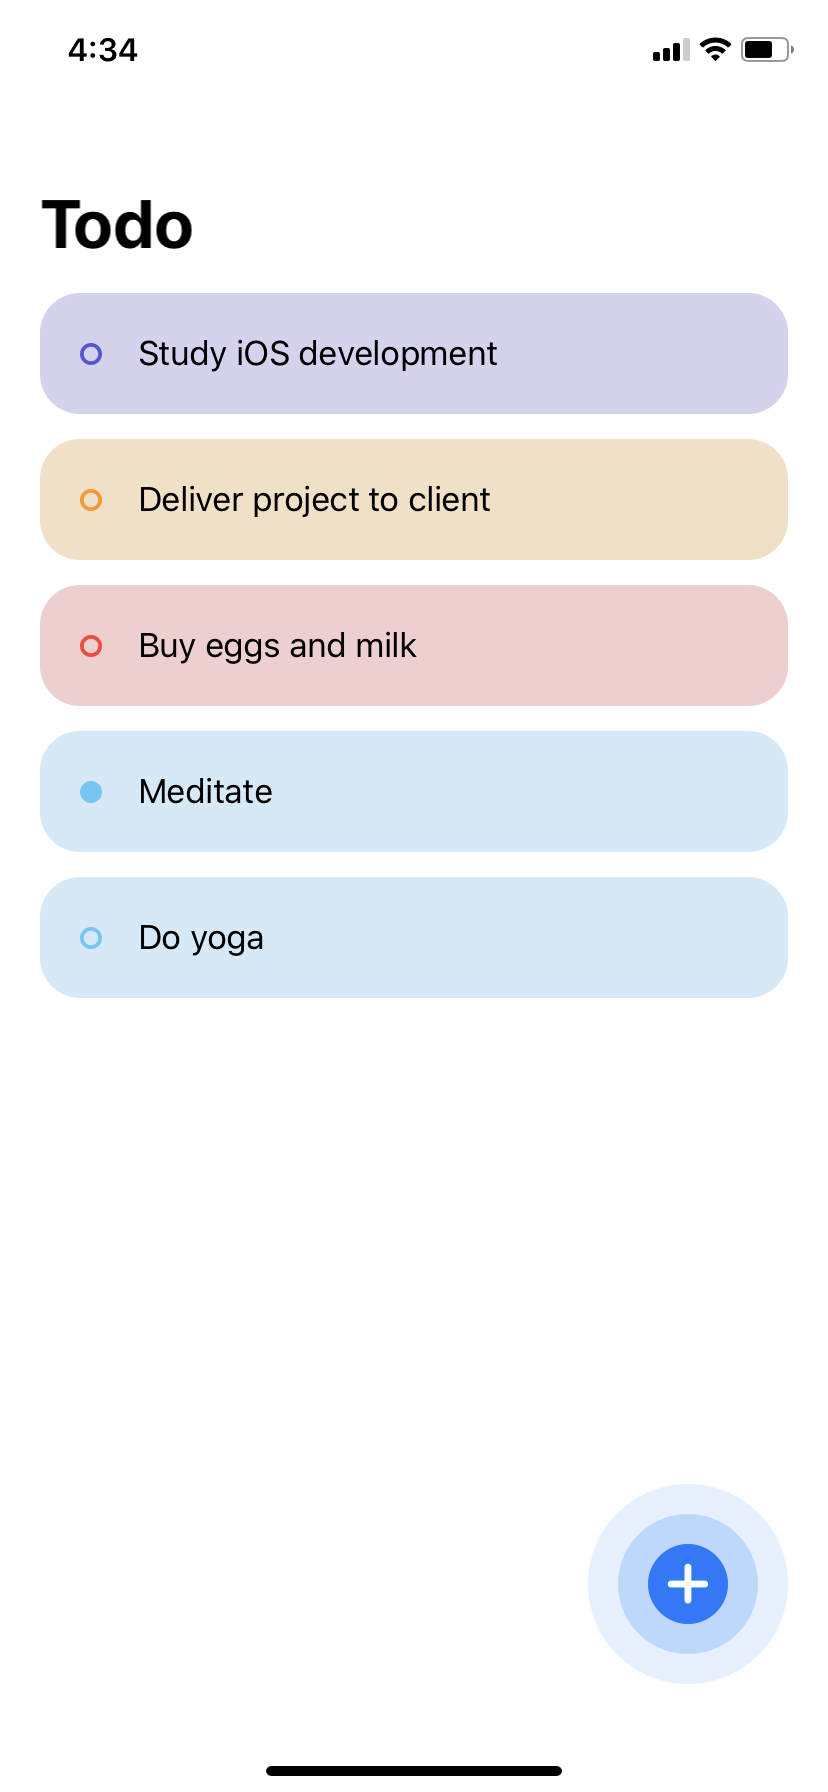 4:34
Todo
Study iOS development
Deliver project to client
Buy eggs and milk
Meditate
Do yoga